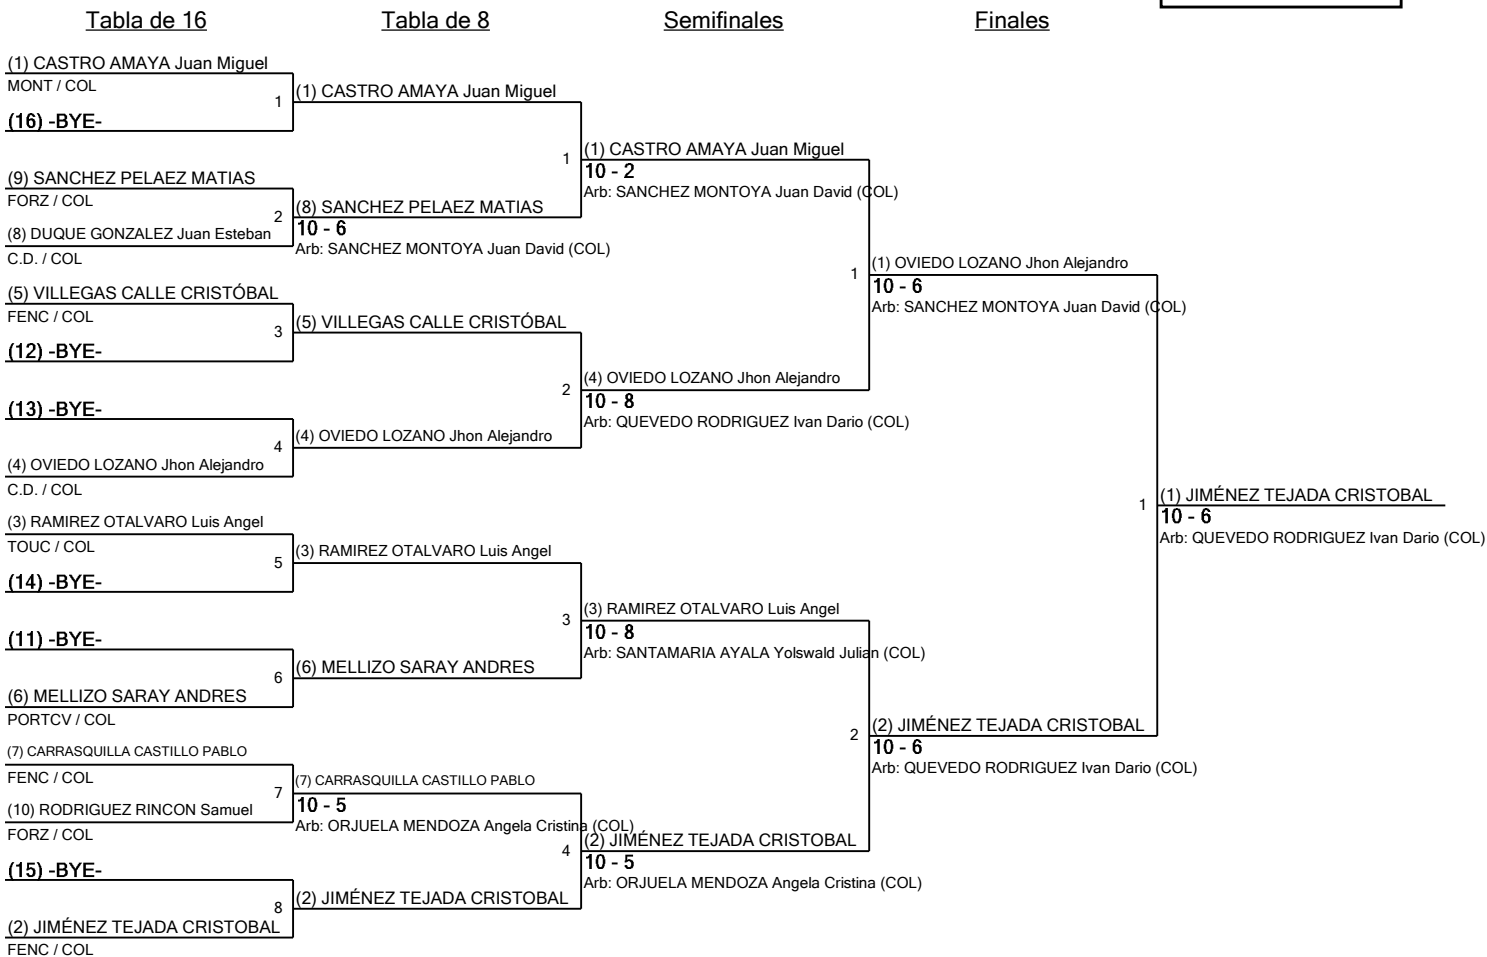 Tabla de 16
Tabla de 8
Semifinales
Finales
(1) CASTRO AMAYA Juan Miguel
MONT / COL
1
(16) -BYE-
(9) SANCHEZ PELAEZ MATIAS
FORZ / COL
2
(8) DUQUE GONZALEZ Juan Esteban
C.D. / COL
(5) VILLEGAS CALLE CRISTÓBAL
FENC / COL
3
(12) -BYE-
(13) -BYE-
4
(4) OVIEDO LOZANO Jhon Alejandro
C.D. / COL
(3) RAMIREZ OTALVARO Luis Angel
TOUC / COL
5
(14) -BYE-
(11) -BYE-
6
(6) MELLIZO SARAY ANDRES
PORTCV / COL
(7) CARRASQUILLA CASTILLO PABLO
FENC / COL
7
(10) RODRIGUEZ RINCON Samuel
FORZ / COL
(15) -BYE-
8
(2) JIMÉNEZ TEJADA CRISTOBAL
FENC / COL
(1) CASTRO AMAYA Juan Miguel
1
(8) SANCHEZ PELAEZ MATIAS
10 - 6
Arb: SANCHEZ MONTOYA Juan David (COL)
(5) VILLEGAS CALLE CRISTÓBAL
2
(4) OVIEDO LOZANO Jhon Alejandro
(3) RAMIREZ OTALVARO Luis Angel
3
(6) MELLIZO SARAY ANDRES
(7) CARRASQUILLA CASTILLO PABLO
10 - 5
Arb: ORJUELA MENDOZA Angela Cristina (COL)
4
(2) JIMÉNEZ TEJADA CRISTOBAL
(1) CASTRO AMAYA Juan Miguel
10 - 2
Arb: SANCHEZ MONTOYA Juan David (COL)
1
(4) OVIEDO LOZANO Jhon Alejandro
10 - 8
Arb: QUEVEDO RODRIGUEZ Ivan Dario (COL)
(3) RAMIREZ OTALVARO Luis Angel
10 - 8
Arb: SANTAMARIA AYALA Yolswald Julian (COL)
2
(2) JIMÉNEZ TEJADA CRISTOBAL
10 - 5
Arb: ORJUELA MENDOZA Angela Cristina (COL)
(1) OVIEDO LOZANO Jhon Alejandro
10 - 6
Arb: SANCHEZ MONTOYA Juan David (COL)
1
(2) JIMÉNEZ TEJADA CRISTOBAL
10 - 6
Arb: QUEVEDO RODRIGUEZ Ivan Dario (COL)
(1) JIMÉNEZ TEJADA CRISTOBAL
10 - 6
Arb: QUEVEDO RODRIGUEZ Ivan Dario (COL)